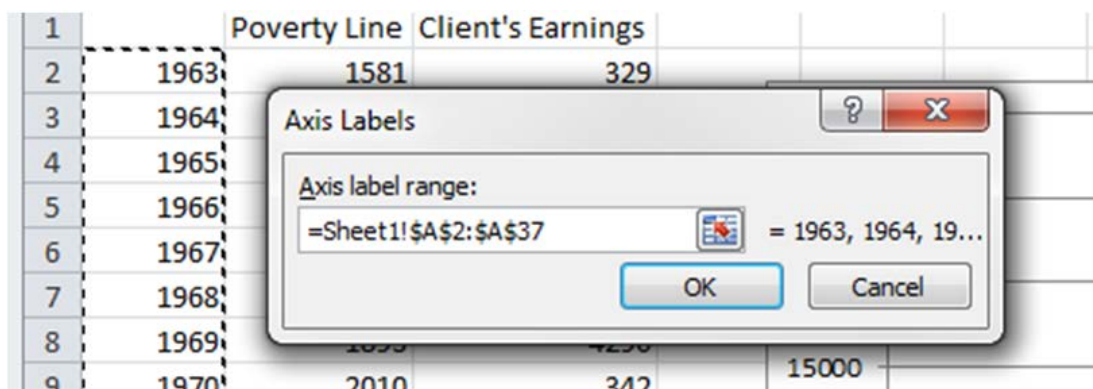 1 Poverty Line Client's Earnings
2 1963 1581 329
Axis Labels ? X
3 1964
4 1965
Axis label range:
5 1966
=Sheet1!$A$2:$A$37 = 1963, 1964, 19...
6 1967
7 1968 OK Cancel
8 1969
15000
9 1970 2010 342